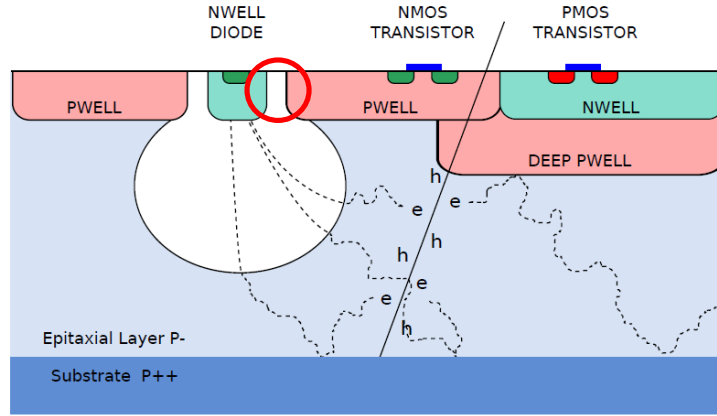 NWELL
DIODE
NMOS
TRANSISTOR
PMOS
TRANSISTOR
PWELL
PWELL
NWELL
DEEP PWELL
h
e
e
h
h
e
e
h
Epitaxial Layer P-
Substrate P++